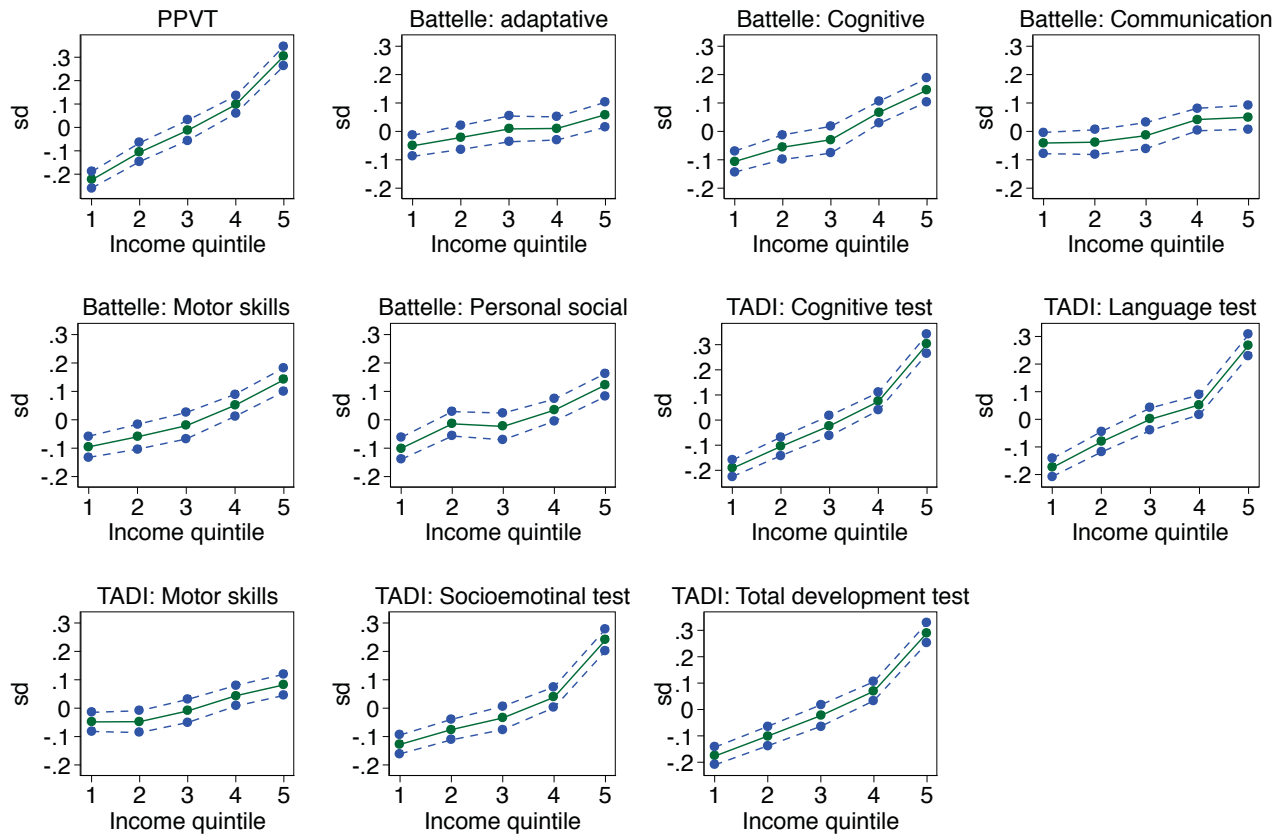 PPVT
.3
.2
.1
0
-.1
-.2
sd
1 2 3 4 5
Income quintile
Battelle: adaptative
.3
.2
.1
0
-.1
-.2
sd
1 2 3 4 5
Income quintile
Battelle: Cognitive
.3
.2
.1
0
-.1
-.2
sd
1 2 3 4 5
Income quintile
Battelle: Communication
.3
.2
.1
0
-.1
-.2
sd
1 2 3 4 5
Income quintile
Battelle: Motor skills
.3
.2
.1
0
-.1
-.2
sd
1 2 3 4 5
Income quintile
Battelle: Personal social
.3
.2
.1
0
-.1
-.2
sd
1 2 3 4 5
Income quintile
TADI: Cognitive test
.3
.2
.1
0
-.1
-.2
sd
1 2 3 4 5
Income quintile
TADI: Language test
.3
.2
.1
0
-.1
-.2
sd
1 2 3 4 5
Income quintile
TADI: Motor skills
.3
.2
.1
0
-.1
-.2
sd
1 2 3 4 5
Income quintile
TADI: Socioemotinal test
.3
.2
.1
0
-.1
-.2
sd
1 2 3 4 5
Income quintile
TADI: Total development test
.3
.2
.1
0
-.1
-.2
sd
1 2 3 4 5
Income quintile